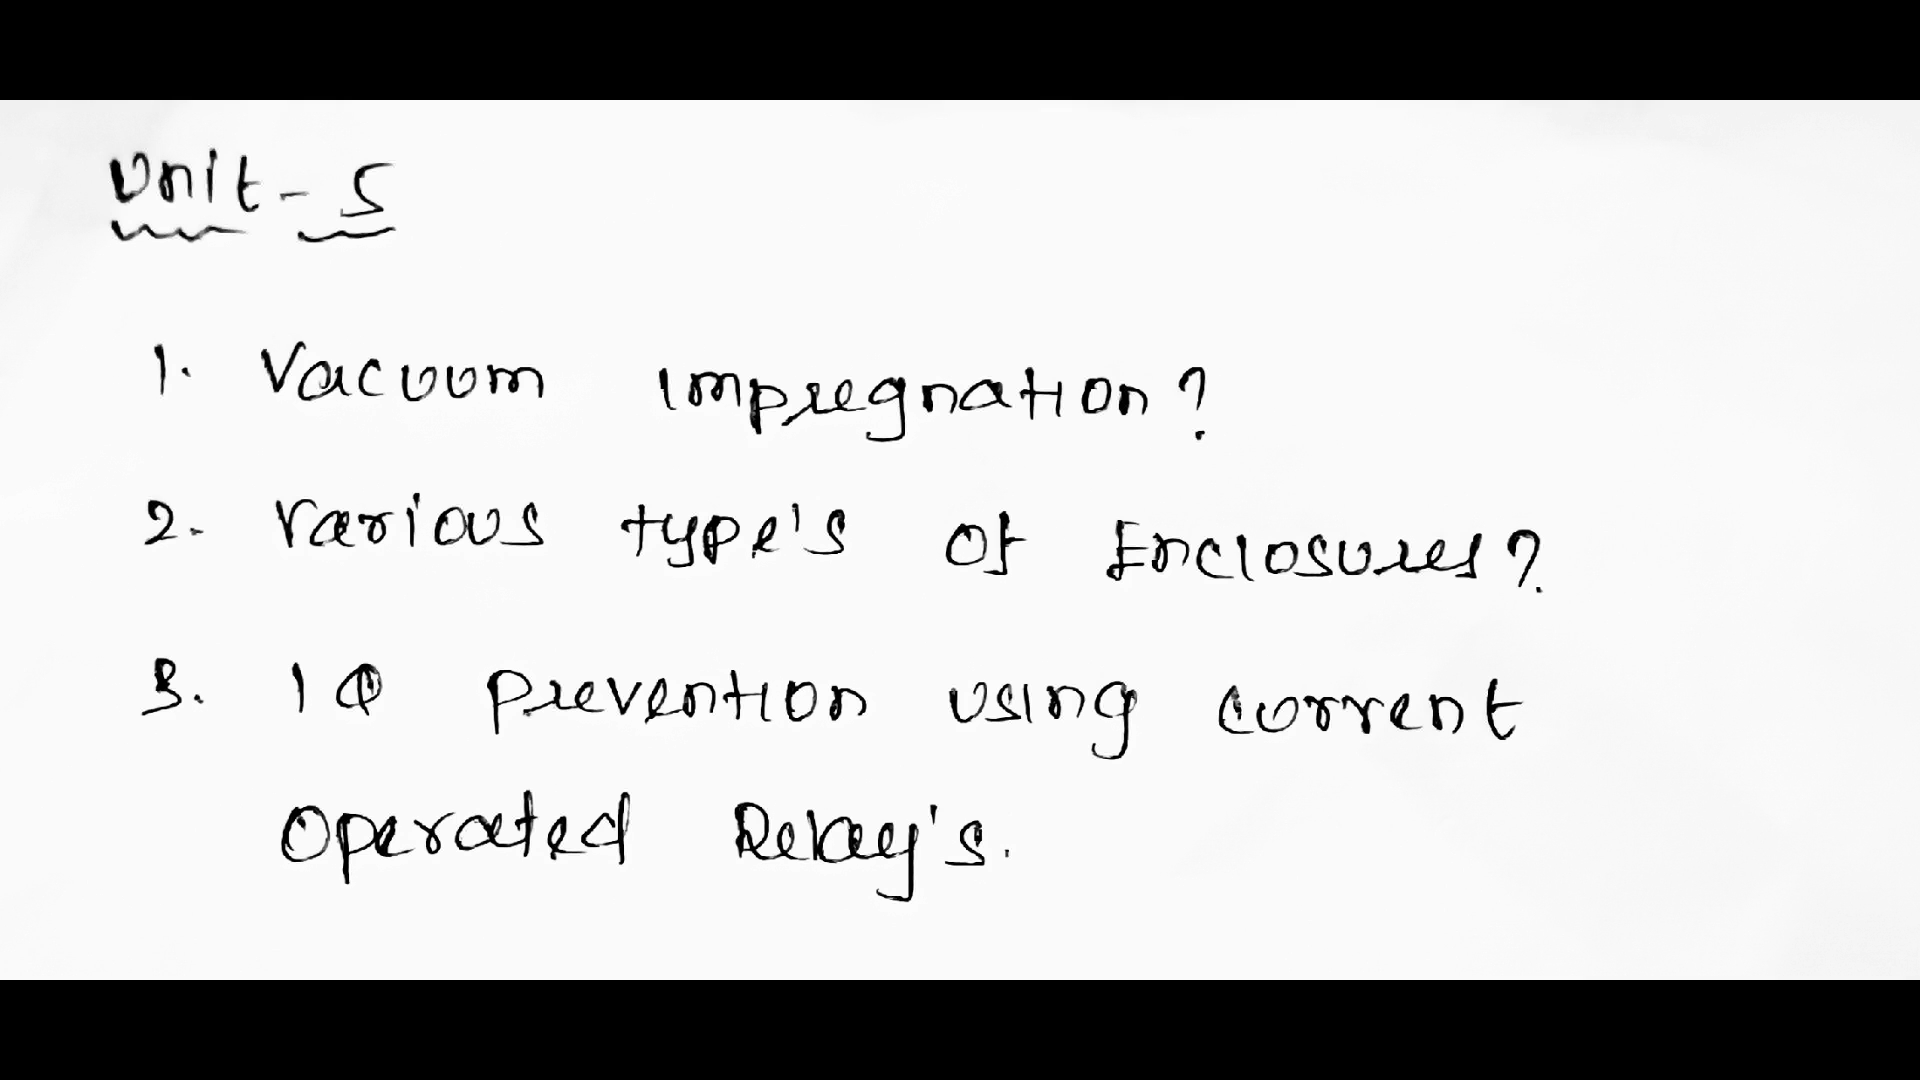 Unit - 5
1. Vacuum impregnation?
2. Various type's of Enclosures?
3. 1Φ prevention using current
operated Relay's.